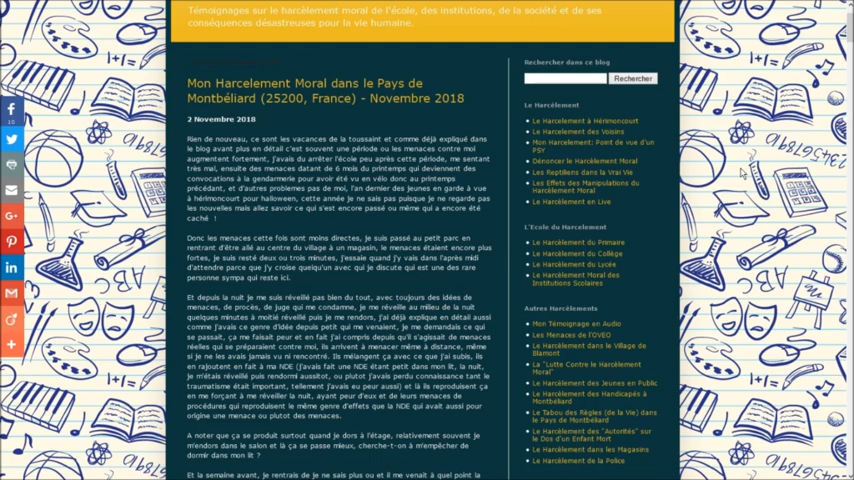 Témoignages sur le harcèlement moral de l'école, des institutions, de la société et de ses
conséquences désastreuses pour la vie humaine.
Mon Harcelement Moral dans le Pays de
Montbéliard (25200, France) - Novembre 2018
2 Novembre 2018
Rien de nouveau, ce sont les vacances de la toussaint et comme déjà expliqué dans
le blog avant plus en détail c'est souvent une période ou les menaces contre moi
augmentent fortement, j'avais du arrêter l'école peu après cette période, me sentant
très mal, ensuite des menaces datant de 6 mois du printemps qui deviennent des
convocations à la gendarmerie pour avoir été vu en vélo donc au printemps
précédant, et d'autres problemes pas de moi, l'an dernier des jeunes en garde à vue
à hérimoncourt pour halloween, cette année je ne sais pas puisque je ne regarde pas
les nouvelles mais allez savoir ce qui s'est encore passé ou même qui a encore été
caché !
Donc les menaces cette fois sont moins directes, je suis passé au petit parc en
rentrant d'être allé au centre du village à un magasin, le menaces étaient encore plus
fortes, je suis resté deux ou trois minutes, j'essaie quand j'y vais dans l'après midi
d'attendre parce que j'y croise quelqu'un avec qui je discute qui est une des rare
personne sympa qui reste ici.
Et depuis la nuit je me suis réveillé pas bien du tout, avec toujours des idées de
menaces, de procès, de juge qui me condamne, je me réveille au milieu de la nuit
quelques minutes à moitié réveillé puis je me rendors, j'ai déjà expliqué en détail aussi
comme j'avais ce genre d'idée depuis petit qui me venaient, je me demandais ce qui
se passait, ça me faisait peur et en fait j'ai compris depuis qu'il s'agissait de menaces
réelles qui se préparaient contre moi, ils arrivent à menacer même à distance, même
si je ne les avais jamais vu ni rencontré. Ils mélangent ça avec ce que j'ai subis, ils
en rajoutent en fait à ma NDE (j'avais fait une NDE étant petit dans mon lit, la nuit,
je m'étais réveillé puis rendormi aussitot, ou plutot j'avais perdu connaissance tant le
traumatisme était important, tellement j'avais eu peur aussi) et là ils reproduisent ça
en me forçant à me réveiller la nuit, ayant peur d'eux et de leurs menaces de
procédures qui reproduisent le même genre d'effets que la NDE qui avait aussi pour
origine une menace ou plutot des menaces.
A noter que ça se produit surtout quand je dors à l'étage, relativement souvent je
m'endors dans le salon et là ça se passe mieux, cherche-t-on à m'empêcher de
dormir dans mon lit ?
Et la semaine avant, je rentrais de je ne sais plus ou et il me venait à quel point la
Rechercher dans ce blog
Rechercher
Le Harcèlement
Le Harcelement à Hérimoncourt
Le Harcelement des Voisins
Mon Harcelement: Point de vue d'un
PSY
Dénoncer le Harcèlement Moral
Les Reptiliens dans la Vrai Vie
Les Effets des Manipulations du
Harcèlement Moral
Le Harcèlement en Live
L'Ecole du Harcelement
Le Harcèlement du Primaire
Le Harcèlement du Collège
Le Harcèlement du Lycée
Le Harcèlement Moral des
Institutions Scolaires
Autres Harcèlements
Mon Témoignage en Audio
Les Menaces de l'OVEO
Le Harcèlement dans le Village de
Blamont
La "Lutte Contre le Harcèlement
Moral"
Le Harcèlement des Jeunes en Public
Le Harcèlement des Handicapés à
Montbéliard
Le Tabou des Règles (de la Vie) dans
le Pays de Montbéliard
Le Harcèlement des "Autorités" sur
le Dos d'un Enfant Mort
Le Harcèlement dans les Magasins
Le Harcèlement de la Police
10
ABC
ABC